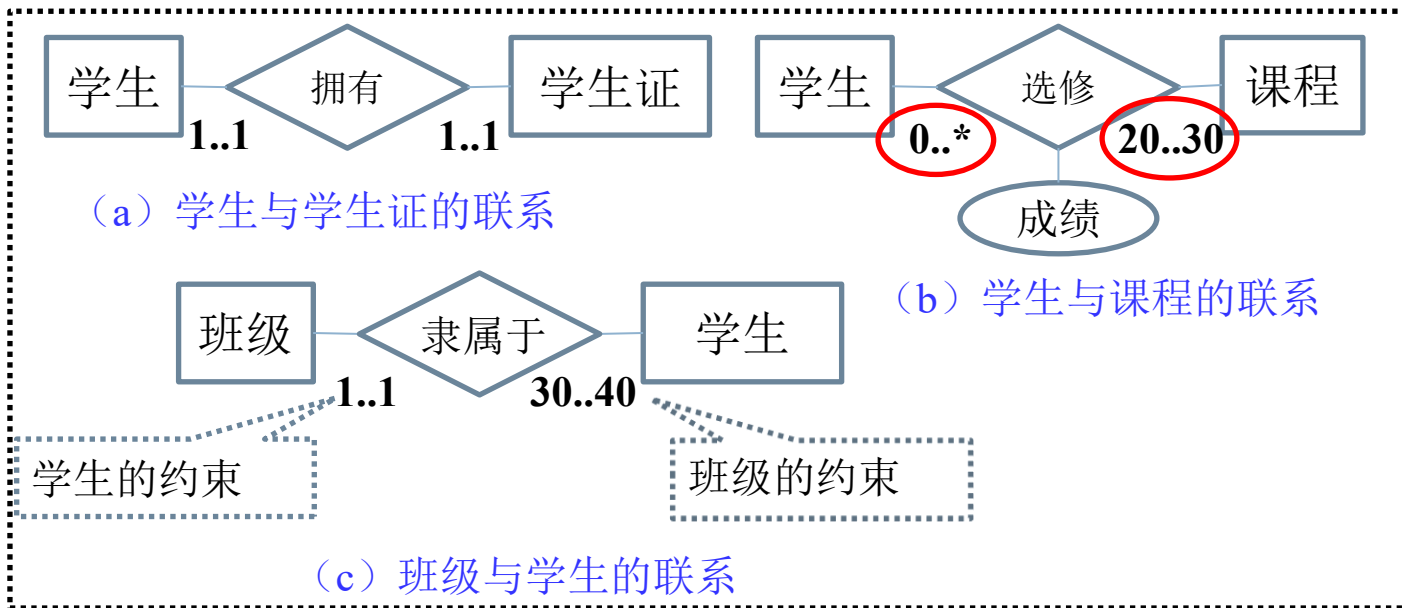 学生
拥有
学生证
1..1
1..1
（a）学生与学生证的联系
学生
选修
课程
0..*
20..30
成绩
（b）学生与课程的联系
班级
隶属于
学生
1..1
30..40
学生的约束
班级的约束
（c）班级与学生的联系